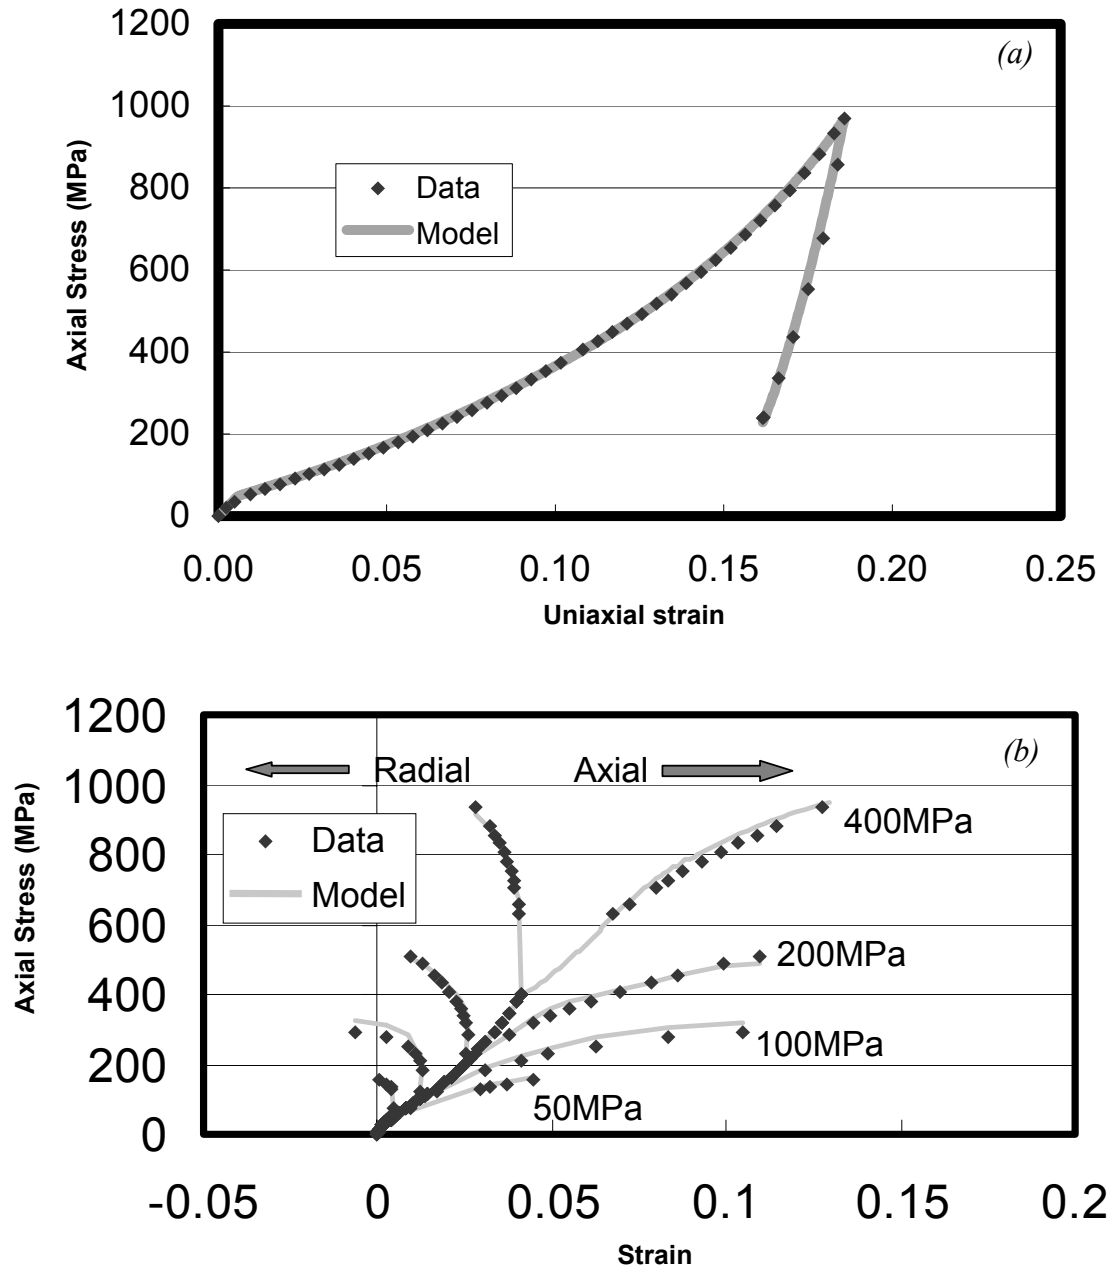 1200
(a)
1000
800
600
400
200
0
Axial Stress (MPa)
Data
Model
0.00 0.05 0.10 0.15 0.20 0.25
Uniaxial strain
1200
(b)
Radial Axial
1000
800
600
400
200
0
Axial Stress (MPa)
Data
Model
400MPa
200MPa
100MPa
50MPa
-0.05 0 0.05 0.1 0.15 0.2
Strain